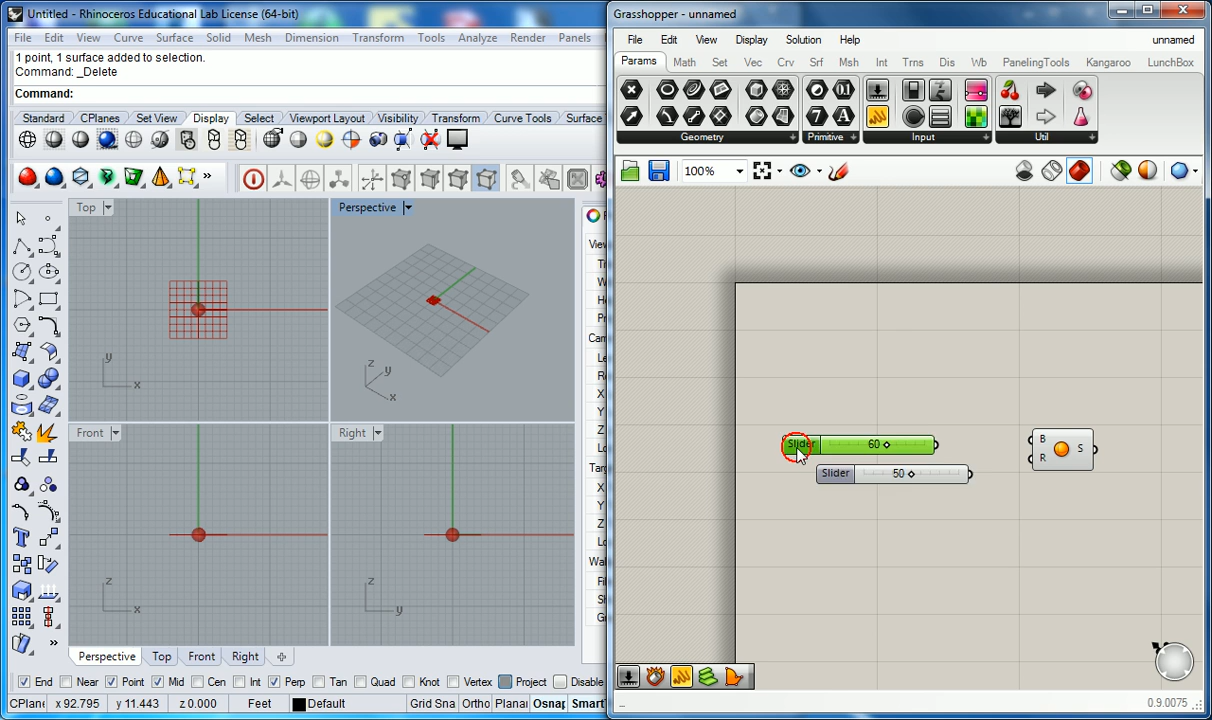 Untitled - Rhinoceros Educational Lab License (64-bit)
File Edit View Curve Surface Solid Mesh Dimension Transform Tools Analyze Render Panels
1 point, 1 surface added to selection.
Command: _Delete
Command:
Standard CPlanes Set View Display Select Viewport Layout Visibility Transform Curve Tools Surface
Top
Perspective
Front
Right
y
x
z
y
x
z
x
z
y
Perspective Top Front Right
End Near Point Mid Cen Int Perp Tan Quad Knot Vertex Project Disable
CPlane x 92.795 y 11.443 z 0.000 Feet Default Grid Sna Ortho Planar Osnap SmartT
Grasshopper - unnamed
File Edit View Display Solution Help unnamed
Params Math Set Vec Crv Srf Msh Int Trns Dis Wb PanelingTools Kangaroo LunchBox
Geometry Primitive Input Util
100%
Slider 60
Slider 50
B
R
S
0.9.0075